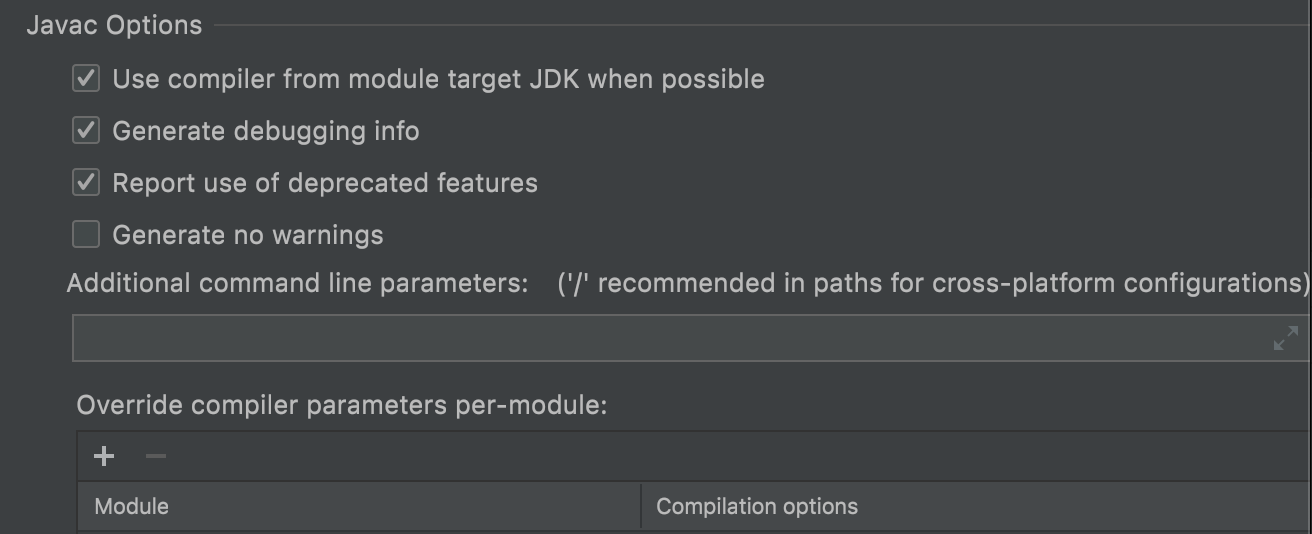 Javac Options
Use compiler from module target JDK when possible
Generate debugging info
Report use of deprecated features
Generate no warnings
Additional command line parameters: ('/' recommended in paths for cross-platform configurations)
Override compiler parameters per-module:
Module Compilation options